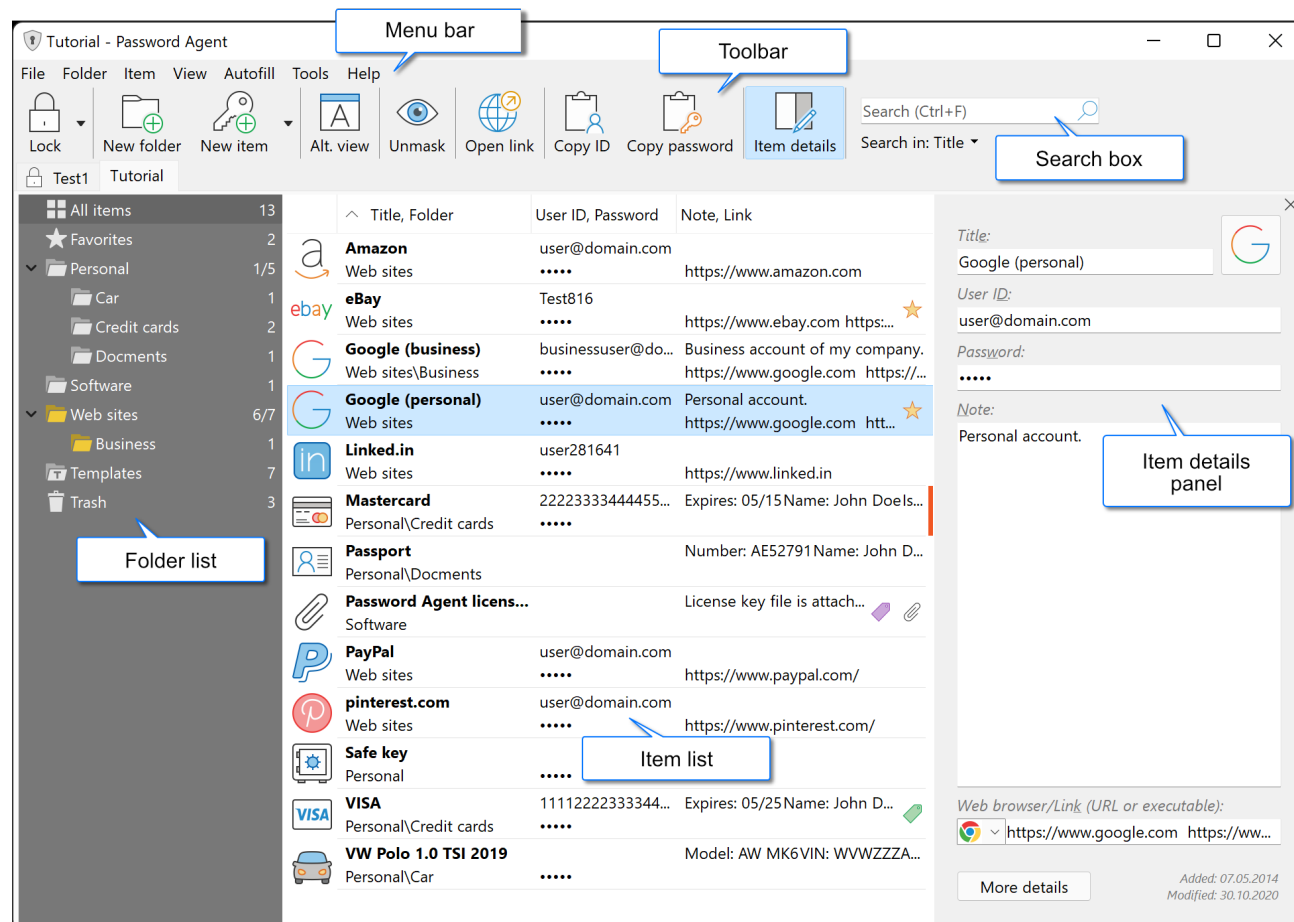 Menu bar
Tutorial - Password Agent
Toolbar
File Folder Item View Autofill Tools Help
Search (Ctrl+F)
Lock New folder New item Alt. view Unmask Open link Copy ID Copy password Item details
Search in: Title
Search box
Test1 Tutorial
All items 13
Favorites 2
Personal 1/5
Car 1
Credit cards 2
Docments 1
Software 1
Web sites 6/7
Business 1
Templates 7
Trash 3
Folder list
Title, Folder User ID, Password Note, Link
a
Amazon user@domain.com
Web sites ••••• https://www.amazon.com
ebay
eBay Test816
Web sites ••••• https://www.ebay.com https:...
G
Google (business) businessuser@do... Business account of my company.
Web sites\Business ••••• https://www.google.com https://...
G
Google (personal) user@domain.com Personal account.
Web sites ••••• https://www.google.com htt...
in
Linked.in user281641
Web sites ••••• https://www.linked.in
Mastercard 22223333444455... Expires: 05/15Name: John DoeIs...
Personal\Credit cards •••••
Passport Number: AE52791Name: John D...
Personal\Docments
Password Agent licens... License key file is attach...
Software
P
PayPal user@domain.com
Web sites ••••• https://www.paypal.com/
pinterest.com user@domain.com
Web sites ••••• https://www.pinterest.com/
Item list
Safe key
Personal •••••
VISA
VISA 11112222333344... Expires: 05/25Name: John D...
Personal\Credit cards •••••
VW Polo 1.0 TSI 2019 Model: AW MK6VIN: WVWZZZA...
Personal\Car •••••
Title:
Google (personal)
G
User ID:
user@domain.com
Password:
•••••
Note:
Personal account.
Item details
panel
Web browser/Link (URL or executable):
https://www.google.com https://ww...
More details
Added: 07.05.2014
Modified: 30.10.2020